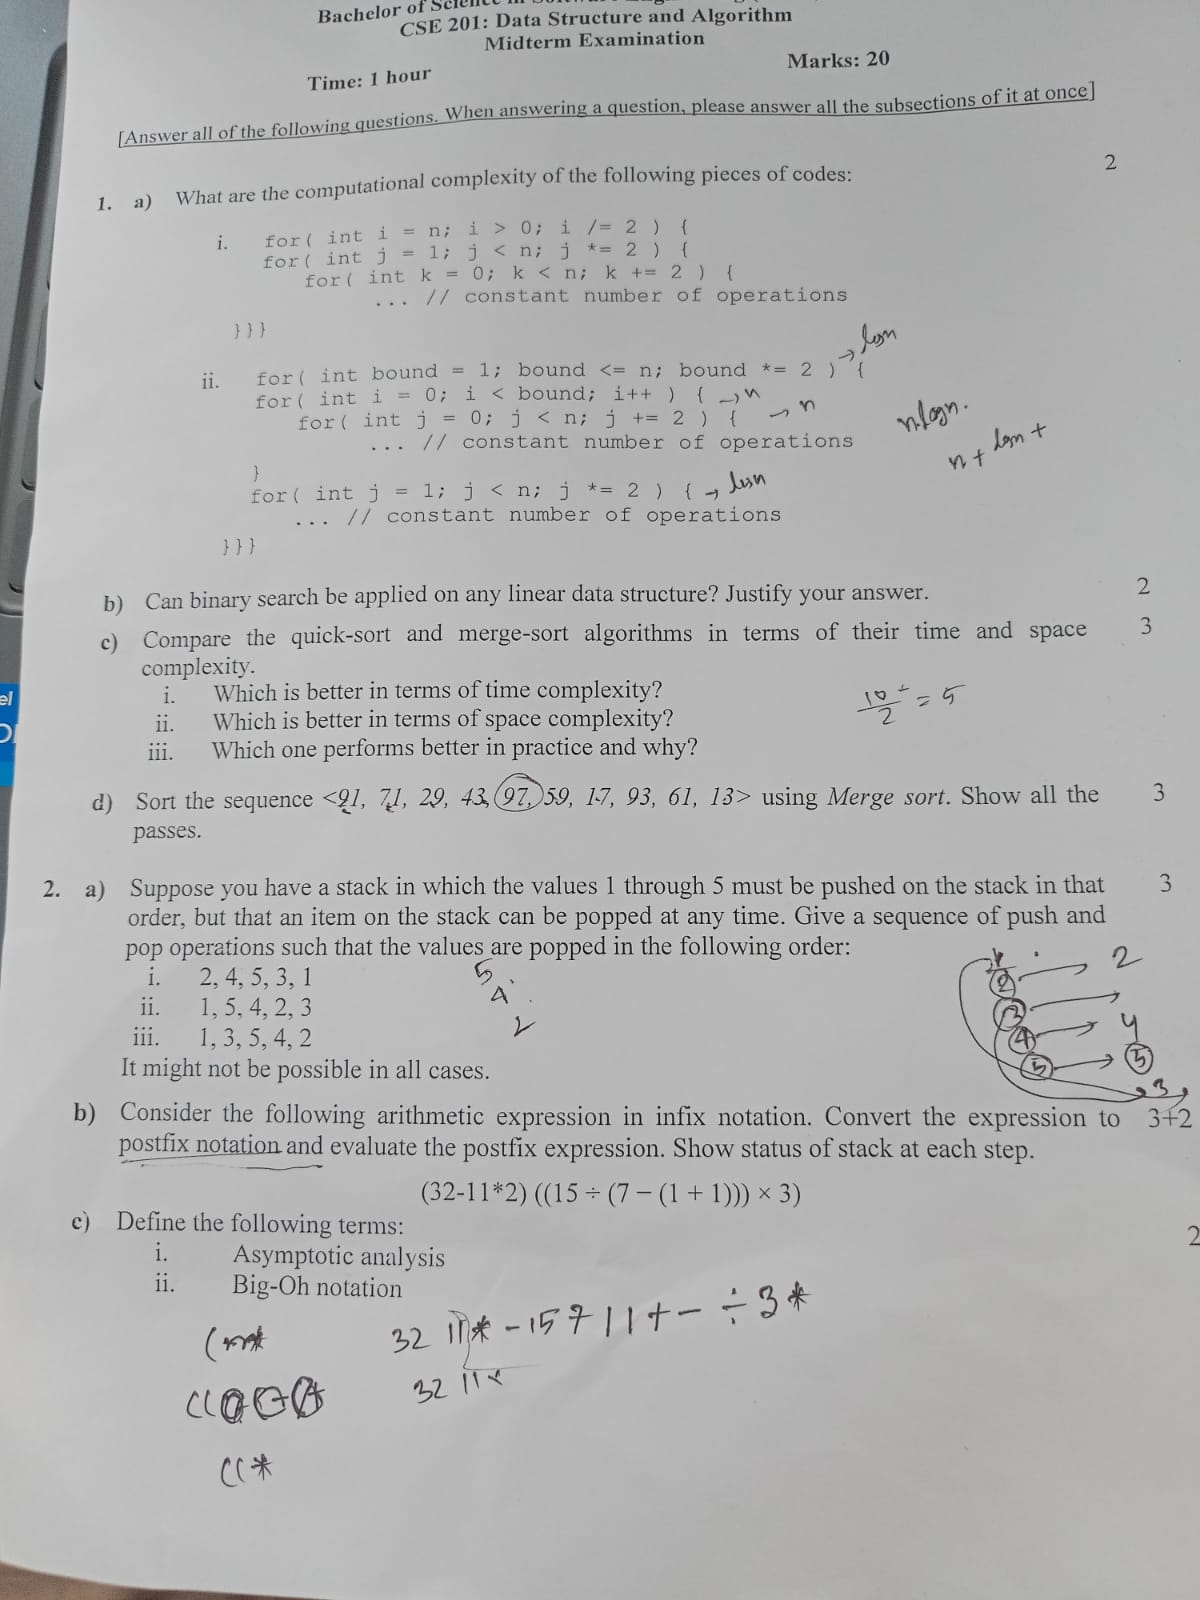 Bachelor of Science in
CSE 201: Data Structure and Algorithm
Midterm Examination
Time: 1 hour Marks: 20
[Answer all of the following questions. When answering a question, please answer all the subsections of it at once]
1. a) What are the computational complexity of the following pieces of codes: 2
i. for( int i = n; i > 0; i /= 2 ) {
for( int j = 1; j < n; j *= 2 ) {
for( int k = 0; k < n; k += 2 ) {
... // constant number of operations
}}}
ii. for( int bound = 1; bound <= n; bound *= 2 ) { → logn
for( int i = 0; i < bound; i++ ) { → n
for( int j = 0; j < n; j += 2 ) { → n
... // constant number of operations
n logn.
n + logn +
}
for( int j = 1; j < n; j *= 2 ) { → logn
... // constant number of operations
}}}
b) Can binary search be applied on any linear data structure? Justify your answer. 2
c) Compare the quick-sort and merge-sort algorithms in terms of their time and space 3
complexity.
i. Which is better in terms of time complexity?
ii. Which is better in terms of space complexity?
iii. Which one performs better in practice and why?
10/2 = 5
d) Sort the sequence <91, 71, 29, 43, 97, 59, 17, 93, 61, 13> using Merge sort. Show all the 3
passes.
2. a) Suppose you have a stack in which the values 1 through 5 must be pushed on the stack in that 3
order, but that an item on the stack can be popped at any time. Give a sequence of push and
pop operations such that the values are popped in the following order:
i. 2, 4, 5, 3, 1
ii. 1, 5, 4, 2, 3
iii. 1, 3, 5, 4, 2
It might not be possible in all cases.
5
4
2
2 → 2
3 →
4 → 4
5 → 5
3
b) Consider the following arithmetic expression in infix notation. Convert the expression to 3+2
postfix notation and evaluate the postfix expression. Show status of stack at each step.
(32-11*2) ((15 ÷ (7 − (1 + 1))) × 3)
c) Define the following terms: 2
i. Asymptotic analysis
ii. Big-Oh notation
32 11* - 15 7 1 1 + - ÷ 3 *
32 11
((*